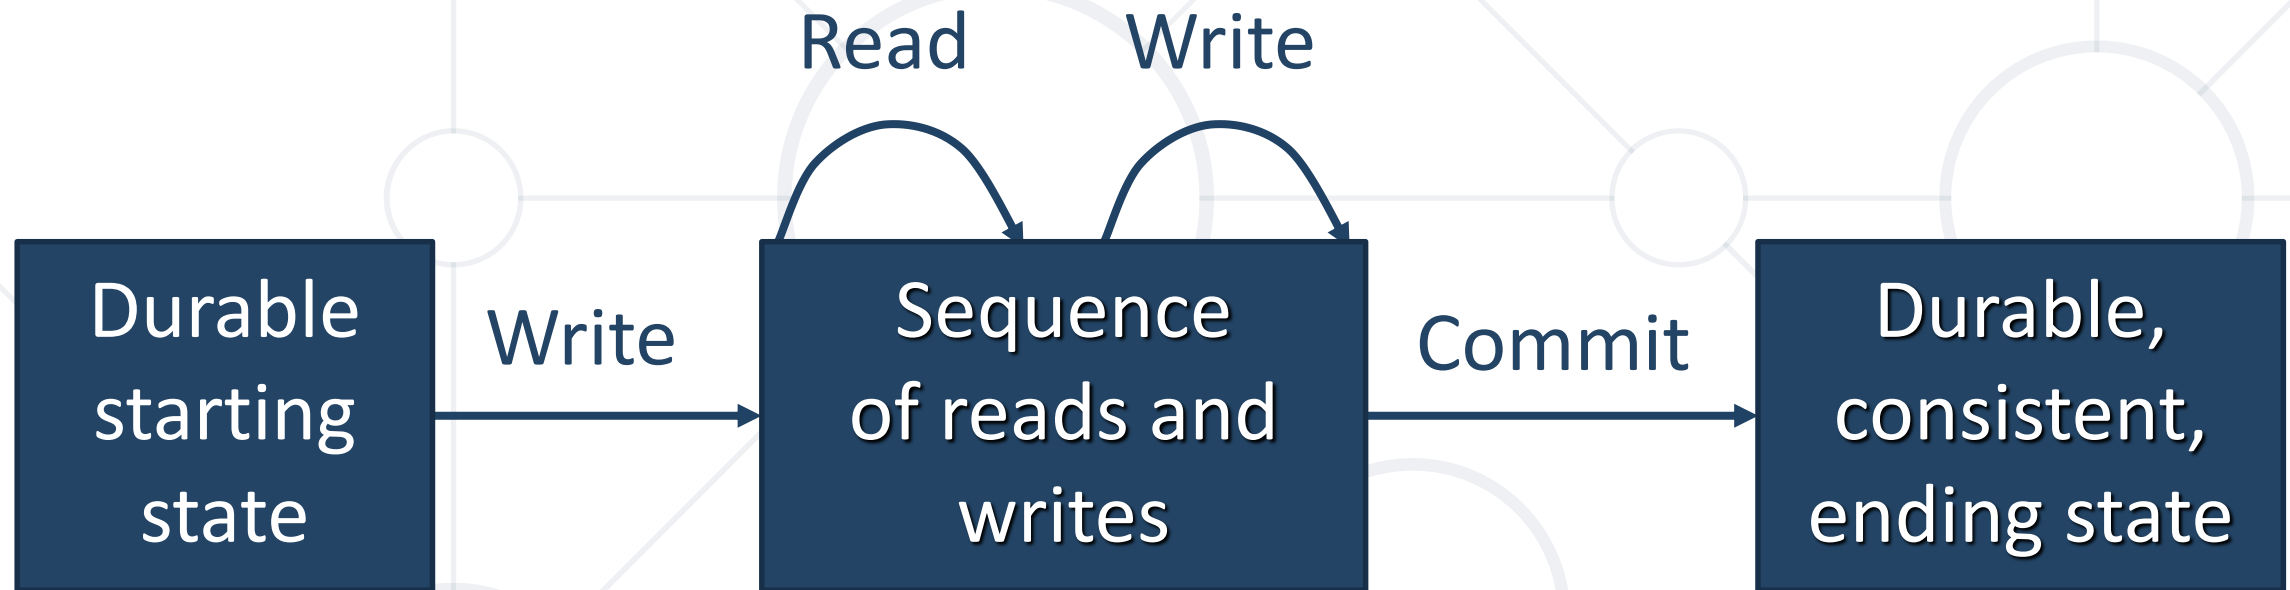 Read
Write
Durable
starting
state
Write
Sequence
of reads and
writes
Commit
Durable,
consistent,
ending state